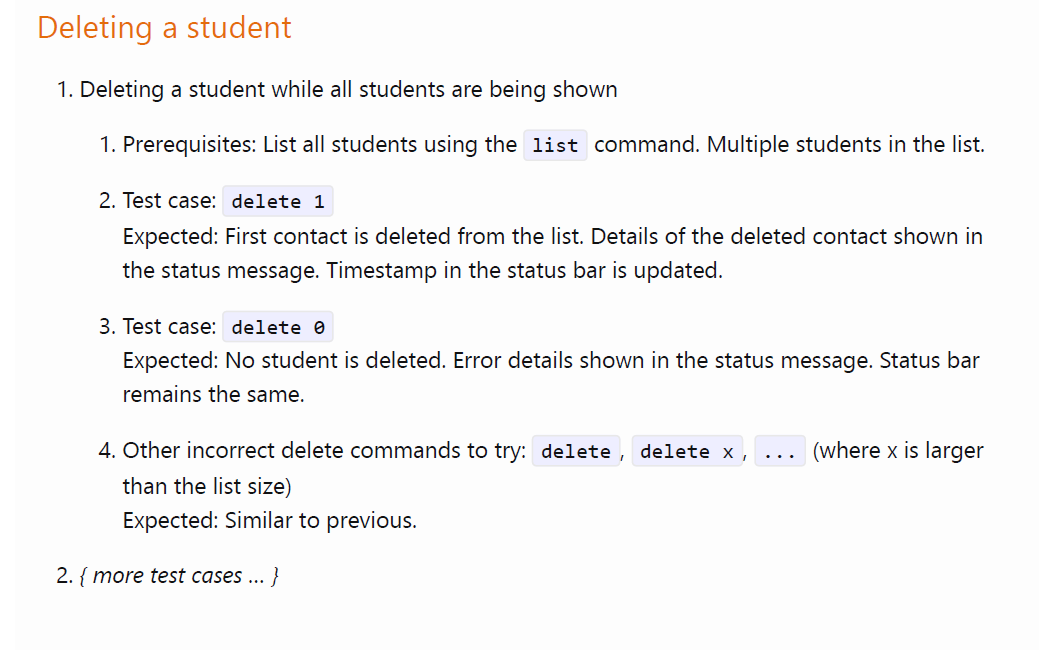 Deleting a student
1. Deleting a student while all students are being shown
1. Prerequisites: List all students using the list command. Multiple students in the list.
2. Test case: delete 1
Expected: First contact is deleted from the list. Details of the deleted contact shown in
the status message. Timestamp in the status bar is updated.
3. Test case: delete 0
Expected: No student is deleted. Error details shown in the status message. Status bar
remains the same.
4. Other incorrect delete commands to try: delete, delete x, ... (where x is larger
than the list size)
Expected: Similar to previous.
2. { more test cases … }